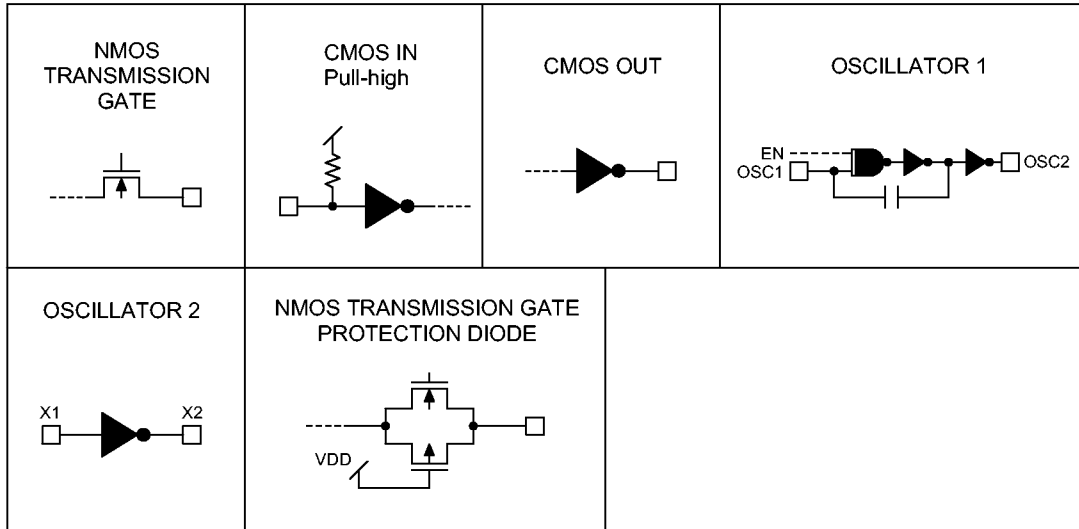 NMOS
TRANSMISSION
GATE
CMOS IN
Pull-high
CMOS OUT
OSCILLATOR 1
EN
OSC1
OSC2
OSCILLATOR 2
X1
X2
NMOS TRANSMISSION GATE
PROTECTION DIODE
VDD